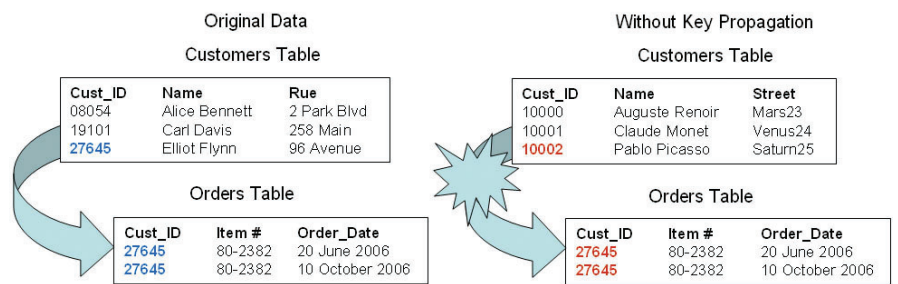 Original Data
Customers Table
Cust_ID Name Rue
08054 Alice Bennett 2 Park Blvd
19101 Carl Davis 258 Main
27645 Elliot Flynn 96 Avenue
Orders Table
Cust_ID Item # Order_Date
27645 80-2382 20 June 2006
27645 80-2382 10 October 2006
Without Key Propagation
Customers Table
Cust_ID Name Street
10000 Auguste Renoir Mars23
10001 Claude Monet Venus24
10002 Pablo Picasso Saturn25
Orders Table
Cust_ID Item # Order_Date
27645 80-2382 20 June 2006
27645 80-2382 10 October 2006